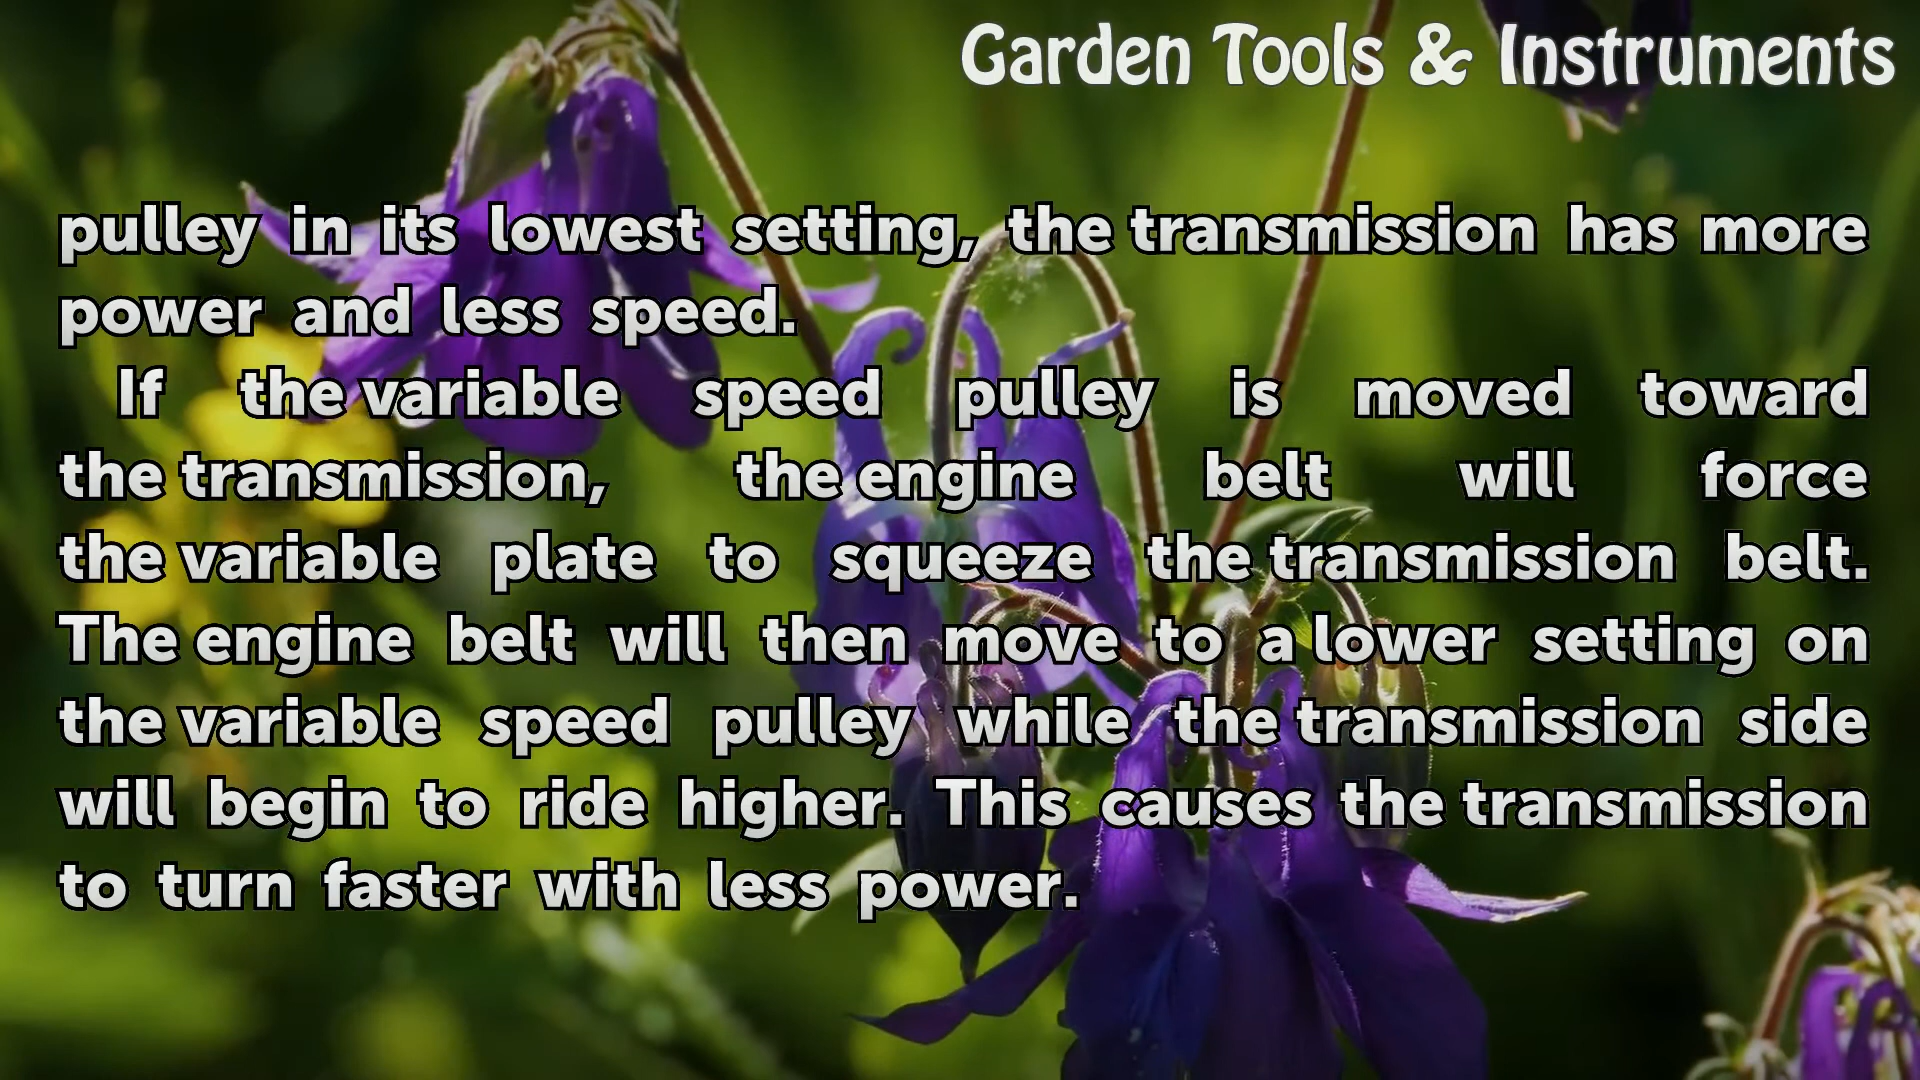 Garden Tools & Instruments
pulley in its lowest setting, the transmission has more
power and less speed.
If the variable speed pulley is moved toward
the transmission, the engine belt will force
the variable plate to squeeze the transmission belt.
The engine belt will then move to a lower setting on
the variable speed pulley while the transmission side
will begin to ride higher. This causes the transmission
to turn faster with less power.